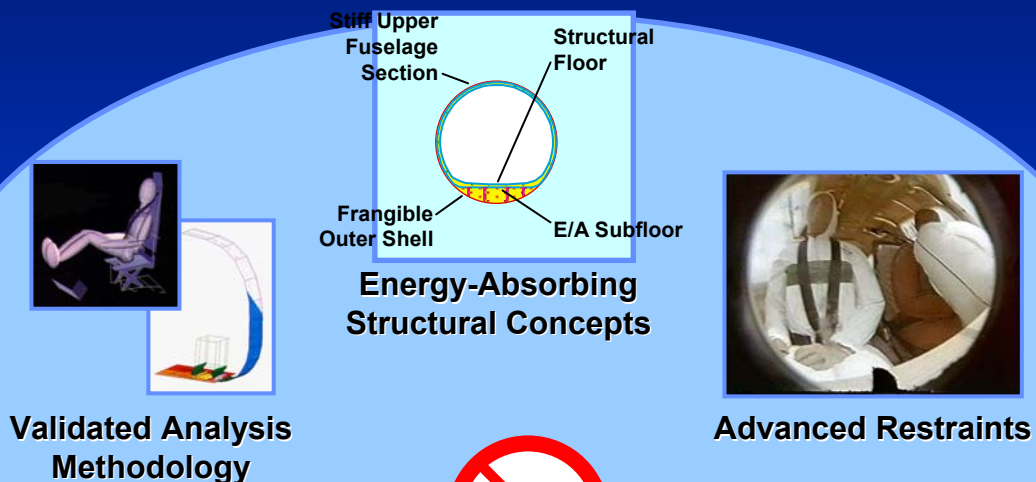 Stiff Upper
Fuselage
Section
Structural
Floor
Frangible
Outer Shell
E/A Subfloor
Energy-Absorbing
Structural Concepts
Validated Analysis
Methodology
Advanced Restraints